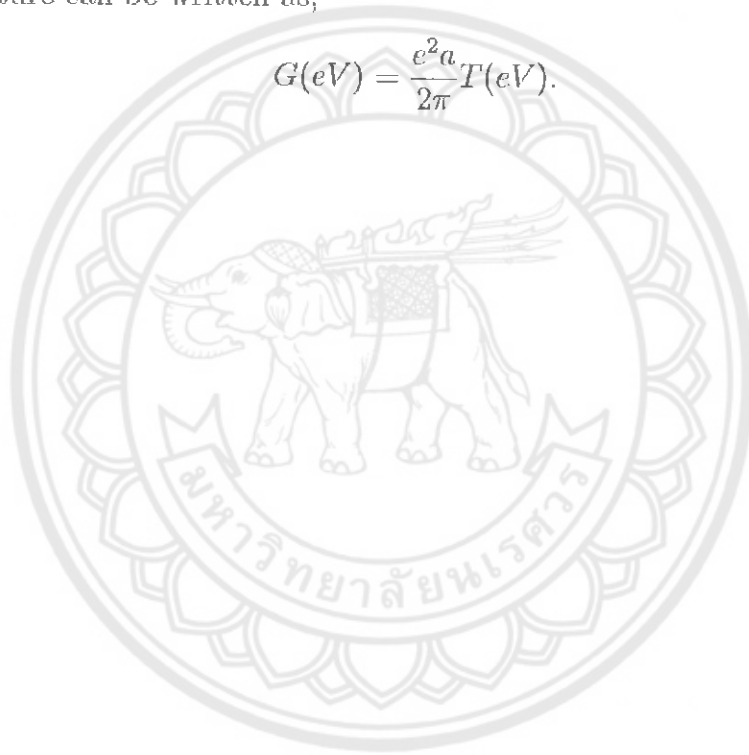 can be written as,
G(eV) = \frac{e^2 a}{2\pi} T(eV).
มหาวิทยาลัยนเรศวร